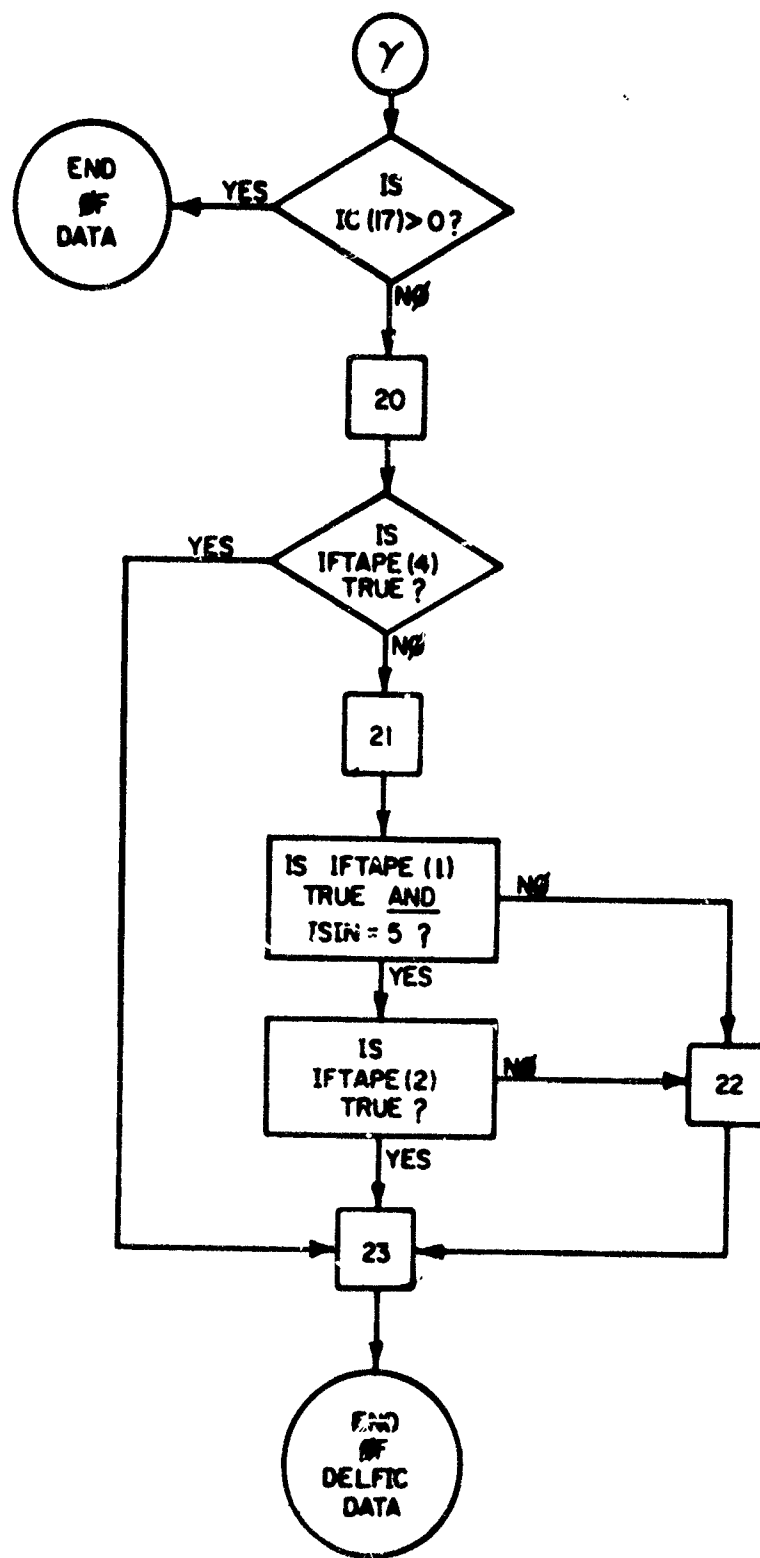 γ
IS
IC (17) > 0 ?
YES
END
ØF
DATA
NØ
20
IS
IFTAPE (4)
TRUE ?
YES
NØ
21
IS IFTAPE (1)
TRUE AND
ISIN = 5 ?
NØ
YES
IS
IFTAPE (2)
TRUE ?
NØ
22
YES
23
END
ØF
DELFIC
DATA